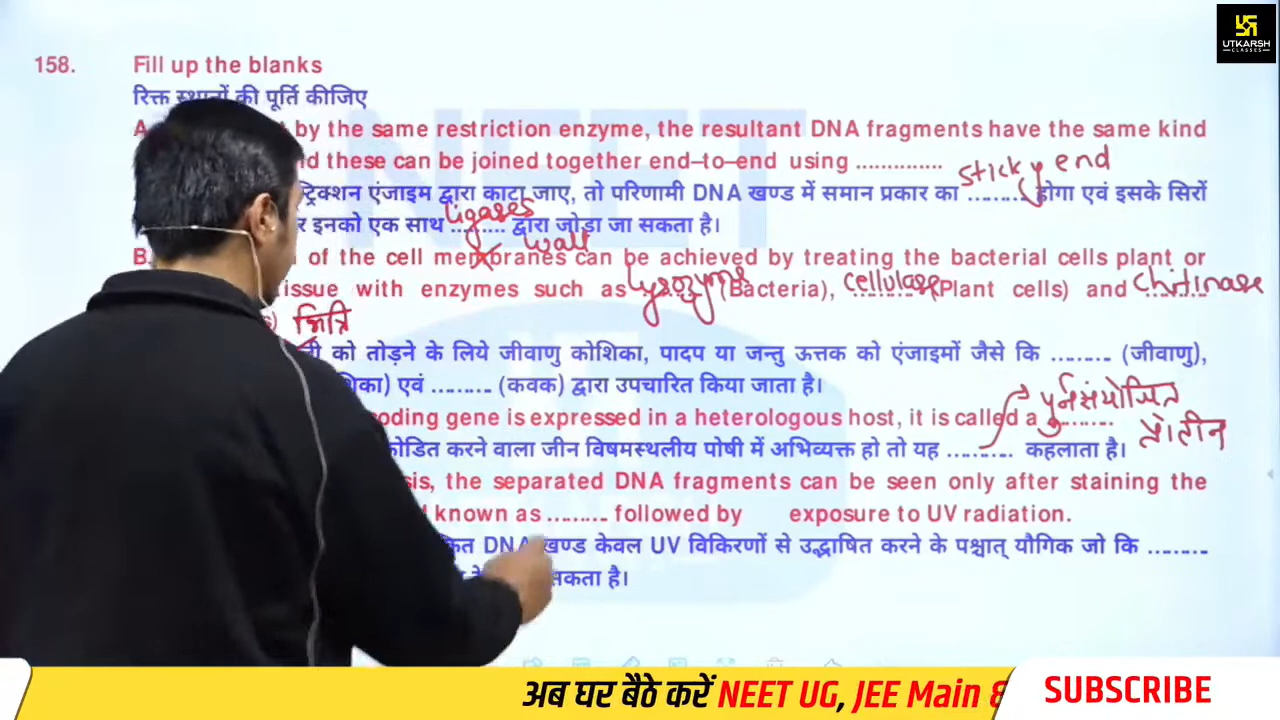 UTKARSH
CLASSES
158. Fill up the blanks
रिक्त स्थानों की पूर्ति कीजिए
by the same restriction enzyme, the resultant DNA fragments have the same kind
these can be joined together end–to–end using ............... sticky end
एंजाइम द्वारा काटा जाए, तो परिणामी DNA खण्ड में समान प्रकार का ......... होगा एवं इसके सिरों
ligases
इनको एक साथ ......... द्वारा जोड़ा जा सकता है।
wall
B. of the cell membranes can be achieved by treating the bacterial cells plant or
tissue with enzymes such as lysozyme (Bacteria), cellulase (Plant cells) and chitinase
भित्ति
को तोड़ने के लिये जीवाणु कोशिका, पादप या जन्तु ऊत्तक को एंजाइमों जैसे कि .......... (जीवाणु),
एवं .......... (कवक) द्वारा उपचारित किया जाता है।
coding gene is expressed in a heterologous host, it is called a .......... पुर्नसंयोजित
कोडित करने वाला जीन विषमस्थलीय पोषी में अभिव्यक्त हो तो यह ........... कहलाता है। प्रोटीन
the separated DNA fragments can be seen only after staining the
known as .......... followed by exposure to UV radiation.
DNA खण्ड केवल UV विकिरणों से उद्भाषित करने के पश्चात् यौगिक जो कि ..........
सकता है।
अब घर बैठे करें NEET UG, JEE Main &
SUBSCRIBE